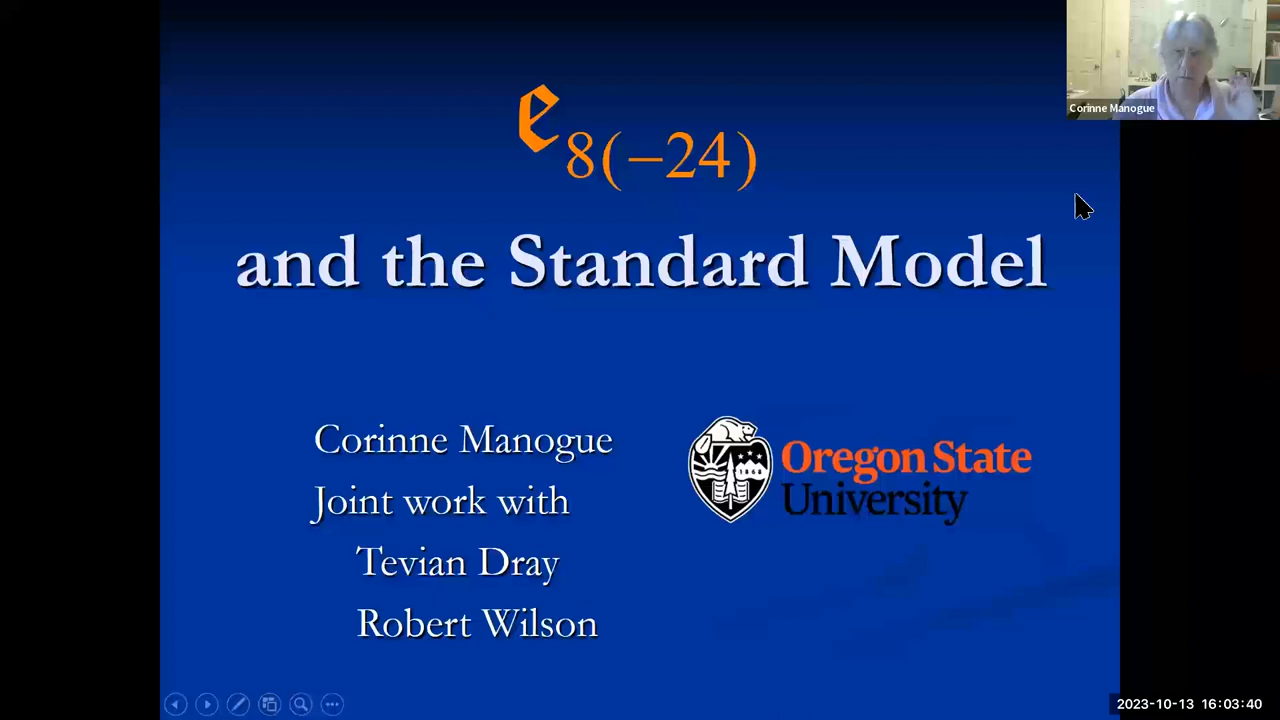 𝔢8(−24)
and the Standard Model
Corinne Manogue
Joint work with
Tevian Dray
Robert Wilson
Oregon State
University
Corinne Manogue
2023-10-13 16:03:40